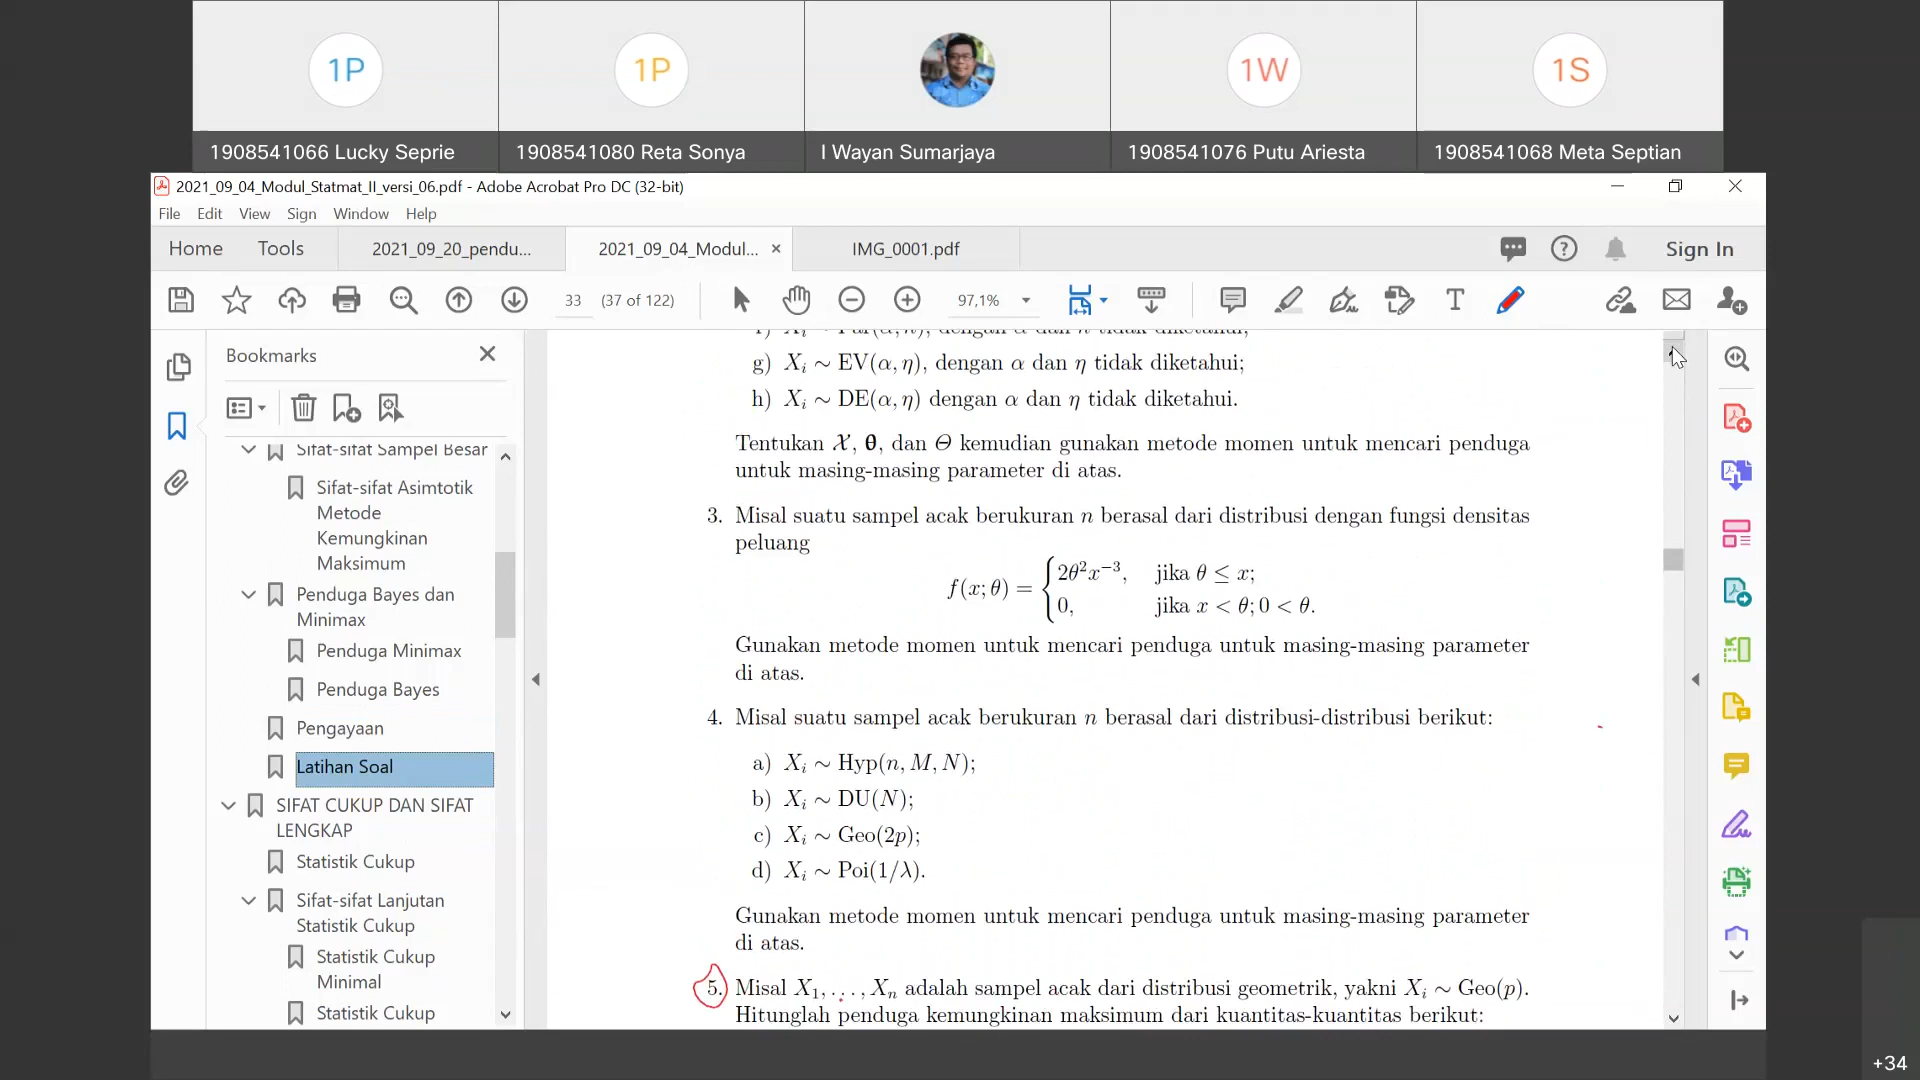 1P
1P
1W
1S
1908541066 Lucky Seprie
1908541080 Reta Sonya
I Wayan Sumarjaya
1908541076 Putu Ariesta
1908541068 Meta Septian
2021_09_04_Modul_Statmat_II_versi_06.pdf - Adobe Acrobat Pro DC (32-bit)
File Edit View Sign Window Help
Home Tools 2021_09_20_pendu... 2021_09_04_Modul... × IMG_0001.pdf Sign In
33 (37 of 122) 97,1%
Bookmarks
Sifat-sifat Sampel Besar
Sifat-sifat Asimtotik
Metode
Kemungkinan
Maksimum
Penduga Bayes dan
Minimax
Penduga Minimax
Penduga Bayes
Pengayaan
Latihan Soal
SIFAT CUKUP DAN SIFAT
LENGKAP
Statistik Cukup
Sifat-sifat Lanjutan
Statistik Cukup
Statistik Cukup
Minimal
Statistik Cukup
g) Xᵢ ∼ EV(α, η), dengan α dan η tidak diketahui;
h) Xᵢ ∼ DE(α, η) dengan α dan η tidak diketahui.
Tentukan 𝒳, θ, dan Θ kemudian gunakan metode momen untuk mencari penduga
untuk masing-masing parameter di atas.
3. Misal suatu sampel acak berukuran n berasal dari distribusi dengan fungsi densitas
peluang
f(x; θ) = { 2θ²x⁻³, jika θ ≤ x;
0, jika x < θ; 0 < θ.
Gunakan metode momen untuk mencari penduga untuk masing-masing parameter
di atas.
4. Misal suatu sampel acak berukuran n berasal dari distribusi-distribusi berikut:
a) Xᵢ ∼ Hyp(n, M, N);
b) Xᵢ ∼ DU(N);
c) Xᵢ ∼ Geo(2p);
d) Xᵢ ∼ Poi(1/λ).
Gunakan metode momen untuk mencari penduga untuk masing-masing parameter
di atas.
5. Misal X₁, . . . , Xₙ adalah sampel acak dari distribusi geometrik, yakni Xᵢ ∼ Geo(p).
Hitunglah penduga kemungkinan maksimum dari kuantitas-kuantitas berikut:
+34